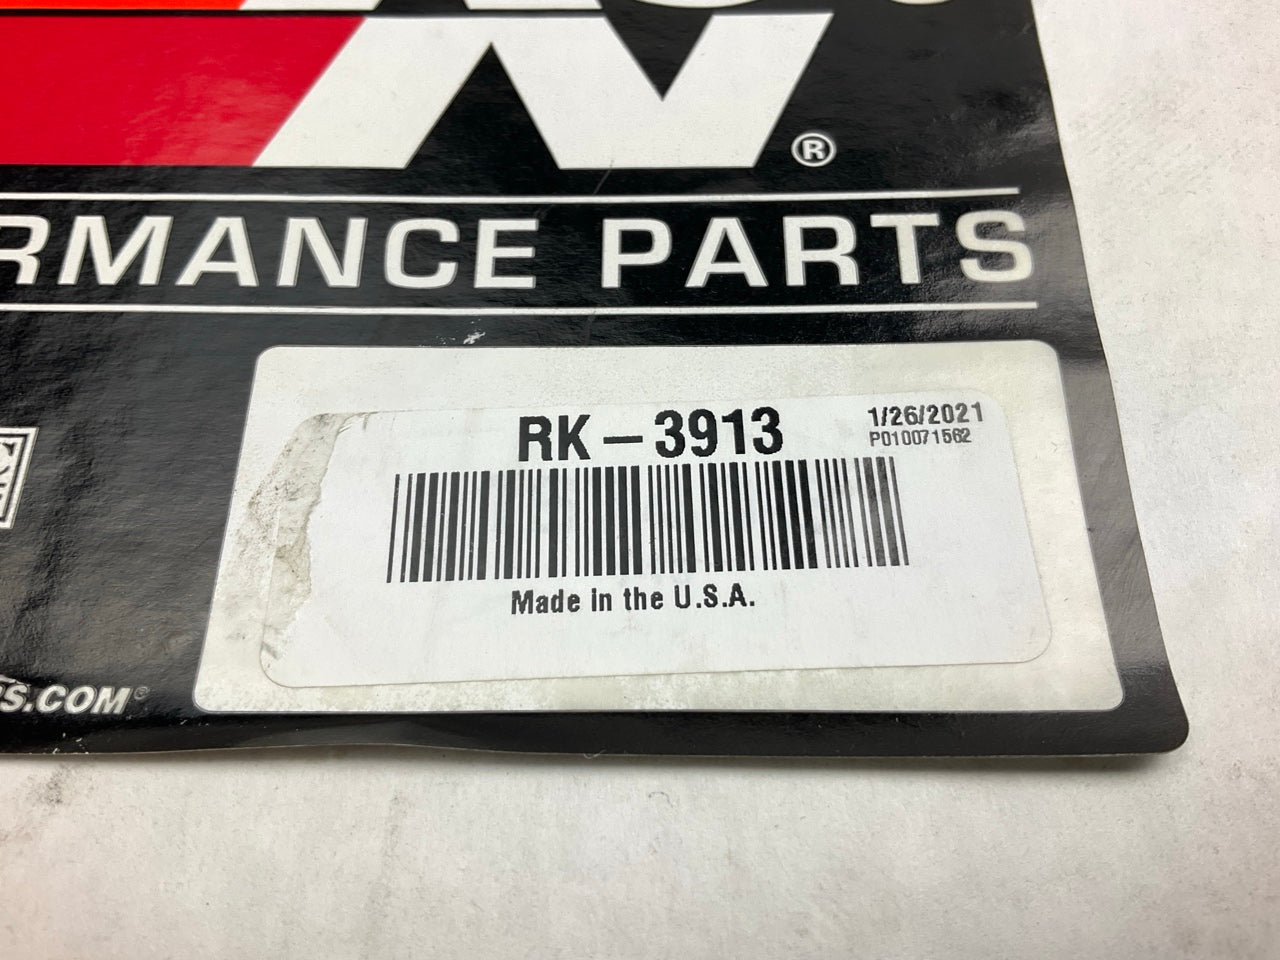 N®
RMANCE PARTS
RK-3913
1/26/2021
P010071562
Made in the U.S.A.
S.COM®